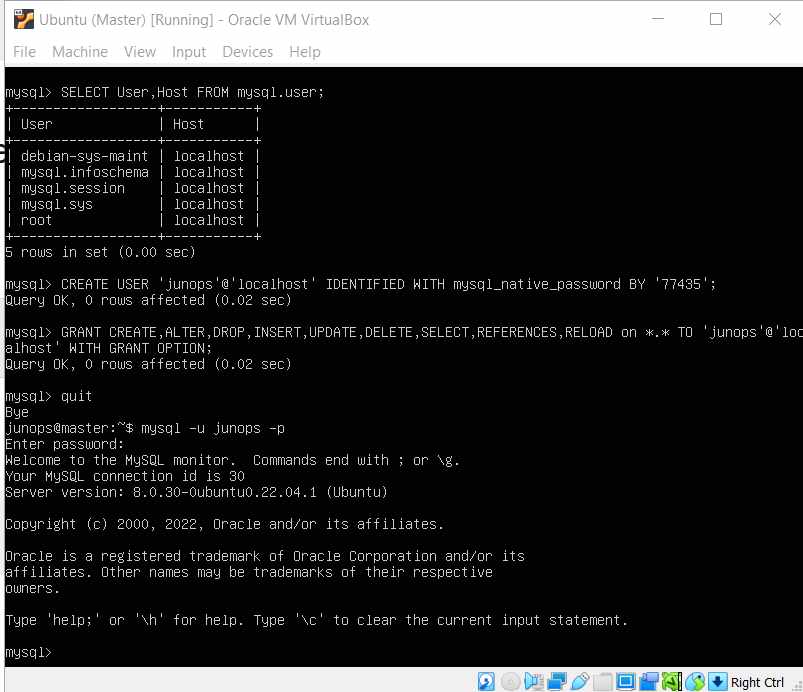 Ubuntu (Master) [Running] - Oracle VM VirtualBox
File Machine View Input Devices Help
mysql> SELECT User,Host FROM mysql.user;
+------------------+-----------+
| User             | Host      |
+------------------+-----------+
| debian-sys-maint | localhost |
| mysql.infoschema | localhost |
| mysql.session    | localhost |
| mysql.sys        | localhost |
| root             | localhost |
+------------------+-----------+
5 rows in set (0.00 sec)
mysql> CREATE USER 'junops'@'localhost' IDENTIFIED WITH mysql_native_password BY '77435';
Query OK, 0 rows affected (0.02 sec)
mysql> GRANT CREATE,ALTER,DROP,INSERT,UPDATE,DELETE,SELECT,REFERENCES,RELOAD on *.* TO 'junops'@'loc
alhost' WITH GRANT OPTION;
Query OK, 0 rows affected (0.02 sec)
mysql> quit
Bye
junops@master:~$ mysql -u junops -p
Enter password:
Welcome to the MySQL monitor.  Commands end with ; or \g.
Your MySQL connection id is 30
Server version: 8.0.30-0ubuntu0.22.04.1 (Ubuntu)
Copyright (c) 2000, 2022, Oracle and/or its affiliates.
Oracle is a registered trademark of Oracle Corporation and/or its
affiliates. Other names may be trademarks of their respective
owners.
Type 'help;' or '\h' for help. Type '\c' to clear the current input statement.
mysql>
Right Ctrl